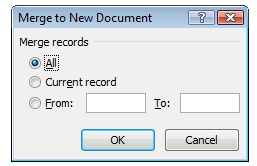 Merge to New Document
Merge records
All
Current record
From: To:
OK Cancel